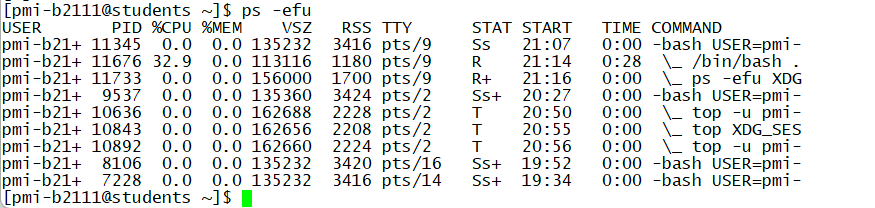 [pmi-b2111@students ~]$ ps -efu
USER       PID %CPU %MEM    VSZ   RSS TTY      STAT START   TIME COMMAND
pmi-b21+ 11345  0.0  0.0 135232  3416 pts/9    Ss   21:07   0:00 -bash USER=pmi-
pmi-b21+ 11676 32.9  0.0 113116  1180 pts/9    R    21:14   0:28  \_ /bin/bash .
pmi-b21+ 11733  0.0  0.0 156000  1700 pts/9    R+   21:16   0:00  \_ ps -efu XDG
pmi-b21+  9537  0.0  0.0 135360  3424 pts/2    Ss+  20:27   0:00 -bash USER=pmi-
pmi-b21+ 10636  0.0  0.0 162688  2228 pts/2    T    20:50   0:00  \_ top -u pmi-
pmi-b21+ 10843  0.0  0.0 162656  2208 pts/2    T    20:55   0:00  \_ top XDG_SES
pmi-b21+ 10892  0.0  0.0 162660  2224 pts/2    T    20:56   0:00  \_ top -u pmi-
pmi-b21+  8106  0.0  0.0 135232  3420 pts/16   Ss+  19:52   0:00 -bash USER=pmi-
pmi-b21+  7228  0.0  0.0 135232  3416 pts/14   Ss+  19:34   0:00 -bash USER=pmi-
[pmi-b2111@students ~]$